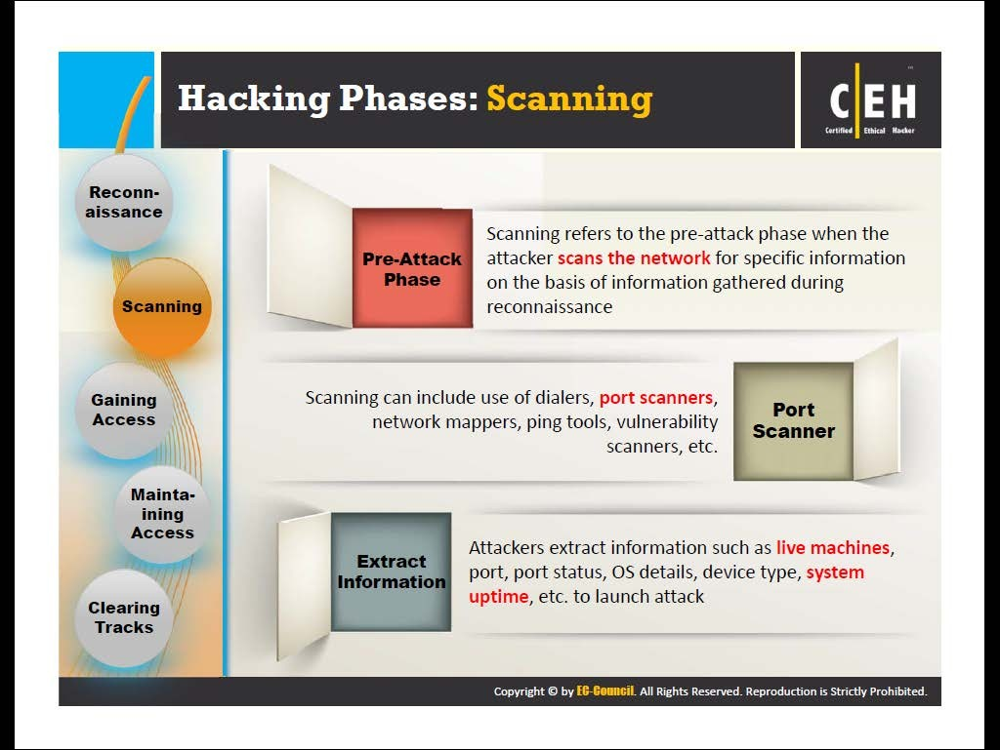 Hacking Phases: Scanning
C|EH
™
Certified Ethical Hacker
Reconn-
aissance
Scanning
Gaining
Access
Mainta-
ining
Access
Clearing
Tracks
Pre-Attack
Phase
Scanning refers to the pre-attack phase when the
attacker scans the network for specific information
on the basis of information gathered during
reconnaissance
Scanning can include use of dialers, port scanners,
network mappers, ping tools, vulnerability
scanners, etc.
Port
Scanner
Extract
Information
Attackers extract information such as live machines,
port, port status, OS details, device type, system
uptime, etc. to launch attack
Copyright © by EC-Council. All Rights Reserved. Reproduction is Strictly Prohibited.